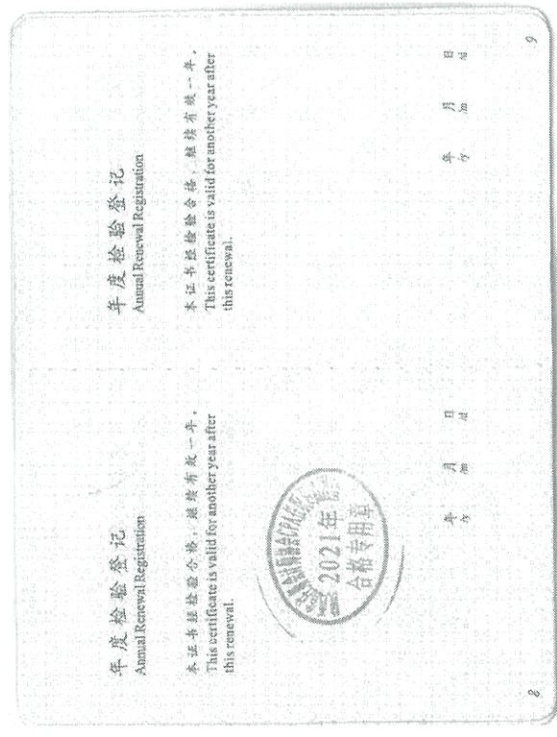 年度检验登记
Annual Renewal Registration
本证书经检验合格，继续有效一年。
This certificate is valid for another year after
this renewal.
2021年
合格专用章
年 月 日
/y /m /d
8
年度检验登记
Annual Renewal Registration
本证书经检验合格，继续有效一年。
This certificate is valid for another year after
this renewal.
年 月 日
/y /m /d
9